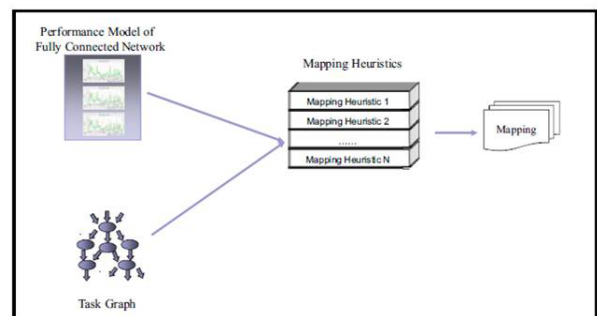 Performance Model of
Fully Connected Network
Mapping Heuristics
Mapping Heuristic 1
Mapping Heuristic 2
......
Mapping Heuristic N
Mapping
Task Graph